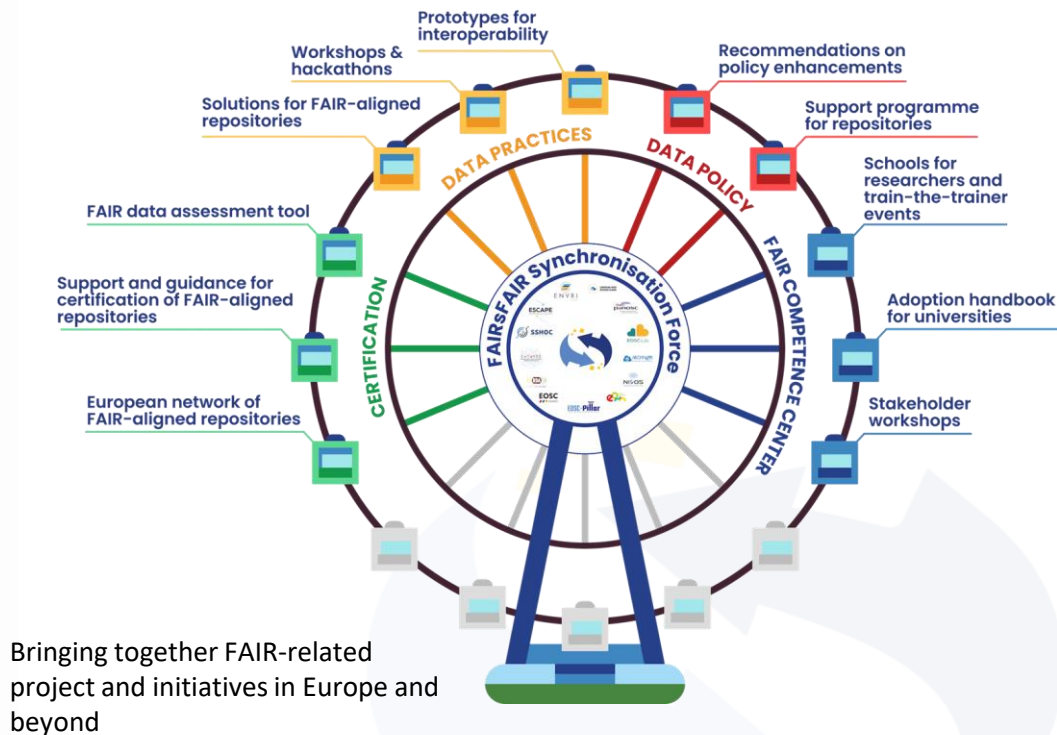 Prototypes for
interoperability
Workshops &
hackathons
Solutions for FAIR-aligned
repositories
Recommendations on
policy enhancements
Support programme
for repositories
Schools for
researchers and
train-the-trainer
events
FAIR data assessment tool
Support and guidance for
certification of FAIR-aligned
repositories
European network of
FAIR-aligned repositories
Adoption handbook
for universities
Stakeholder
workshops
DATA PRACTICES
DATA POLICY
CERTIFICATION
FAIR COMPETENCE CENTER
FAIRsFAIR Synchronisation Force
ENVRI
ESCAPE
SSHOC
EOSC
EOSC-Pillar
NI4OS
Bringing together FAIR-related
project and initiatives in Europe and
beyond